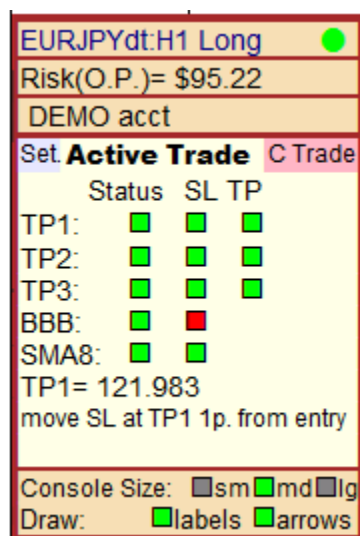 EURJPYdt:H1 Long
Risk(O.P.)= $95.22
DEMO acct
Set. Active Trade C Trade
Status SL TP
TP1:
TP2:
TP3:
BBB:
SMA8:
TP1= 121.983
move SL at TP1 1p. from entry
Console Size: sm md lg
Draw: labels arrows